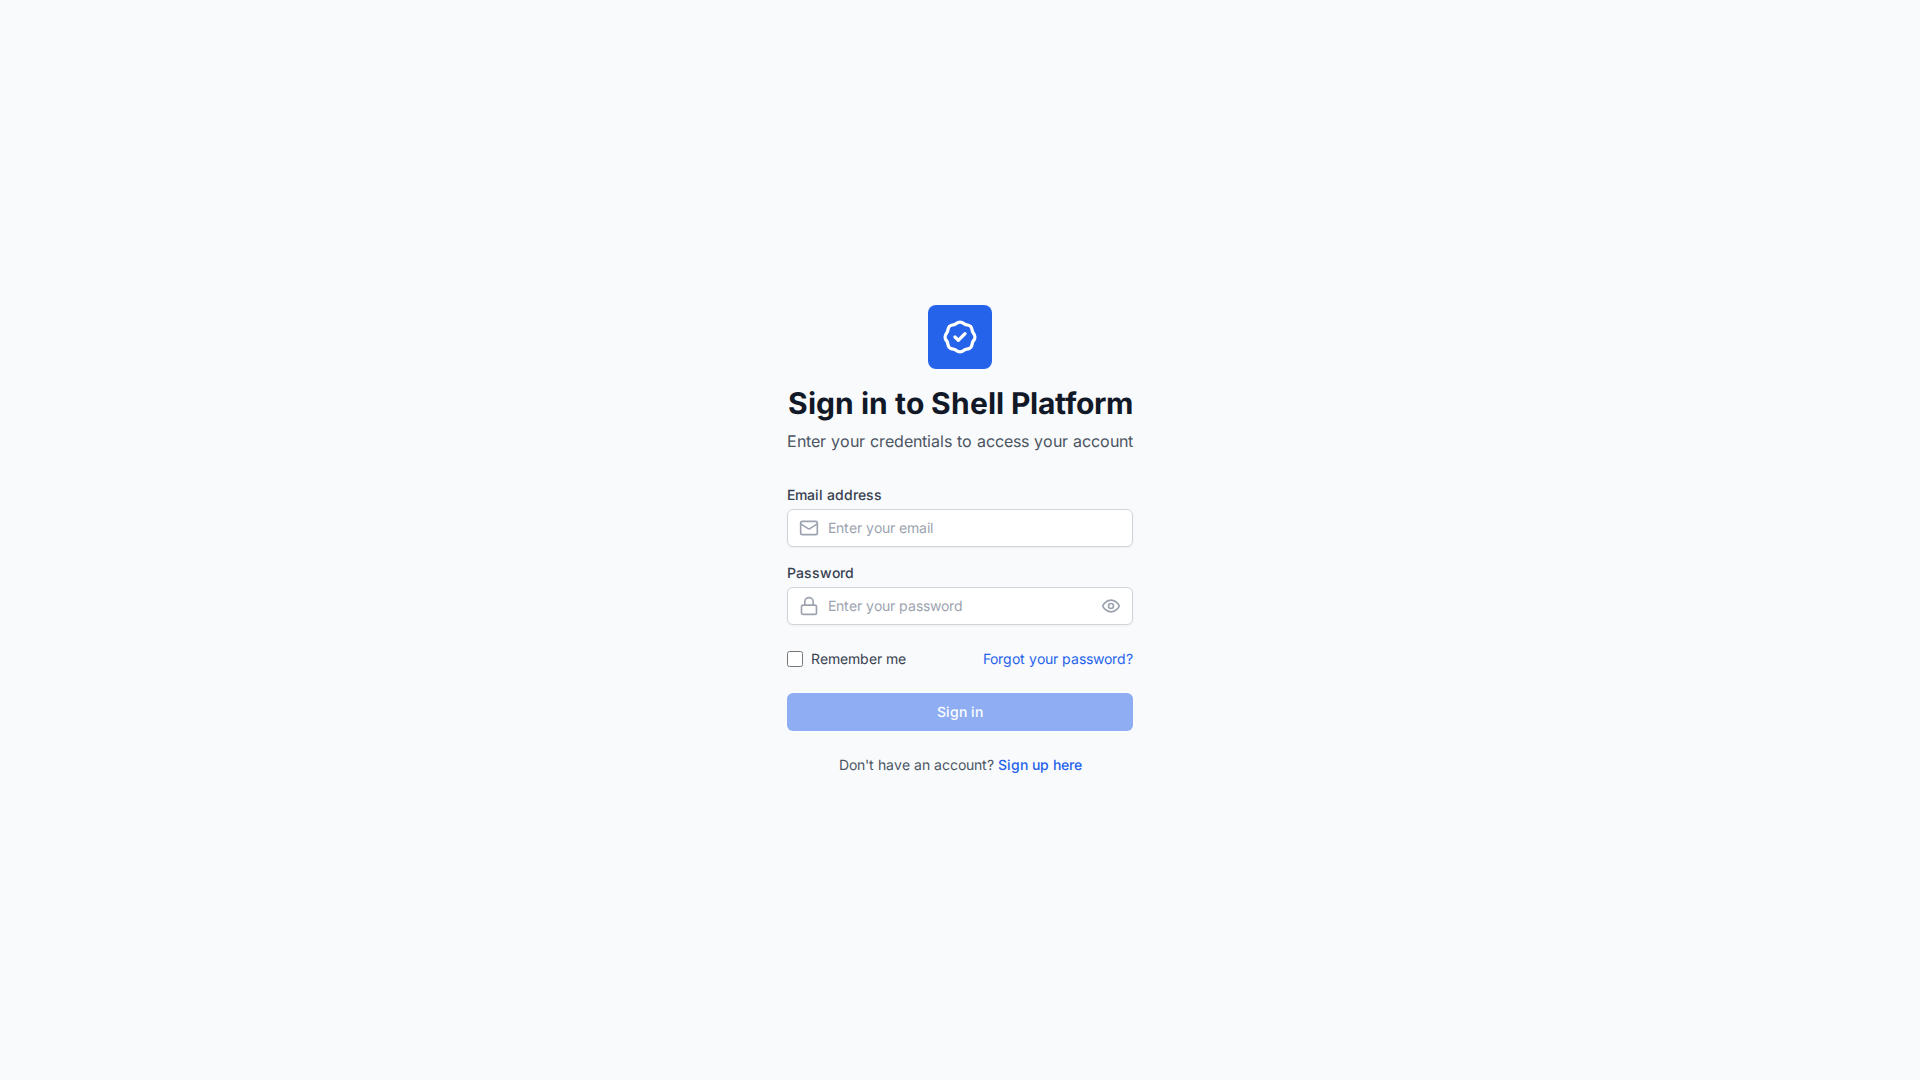 Sign in to Shell Platform
Enter your credentials to access your account
Email address
Enter your email
Password
Enter your password
Remember me
Forgot your password?
Sign in
Don't have an account? Sign up here